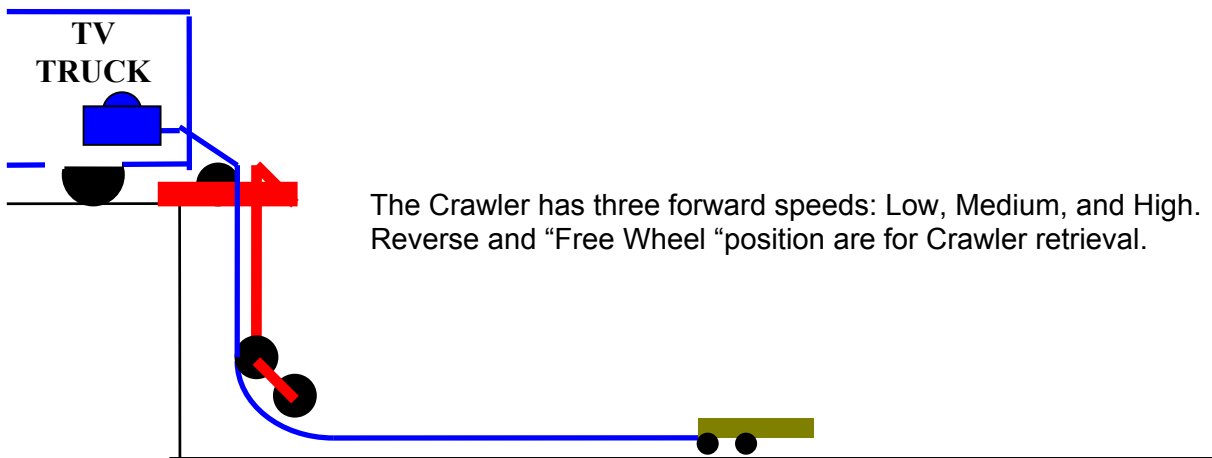 TV
TRUCK
The Crawler has three forward speeds: Low, Medium, and High.
Reverse and “Free Wheel “position are for Crawler retrieval.